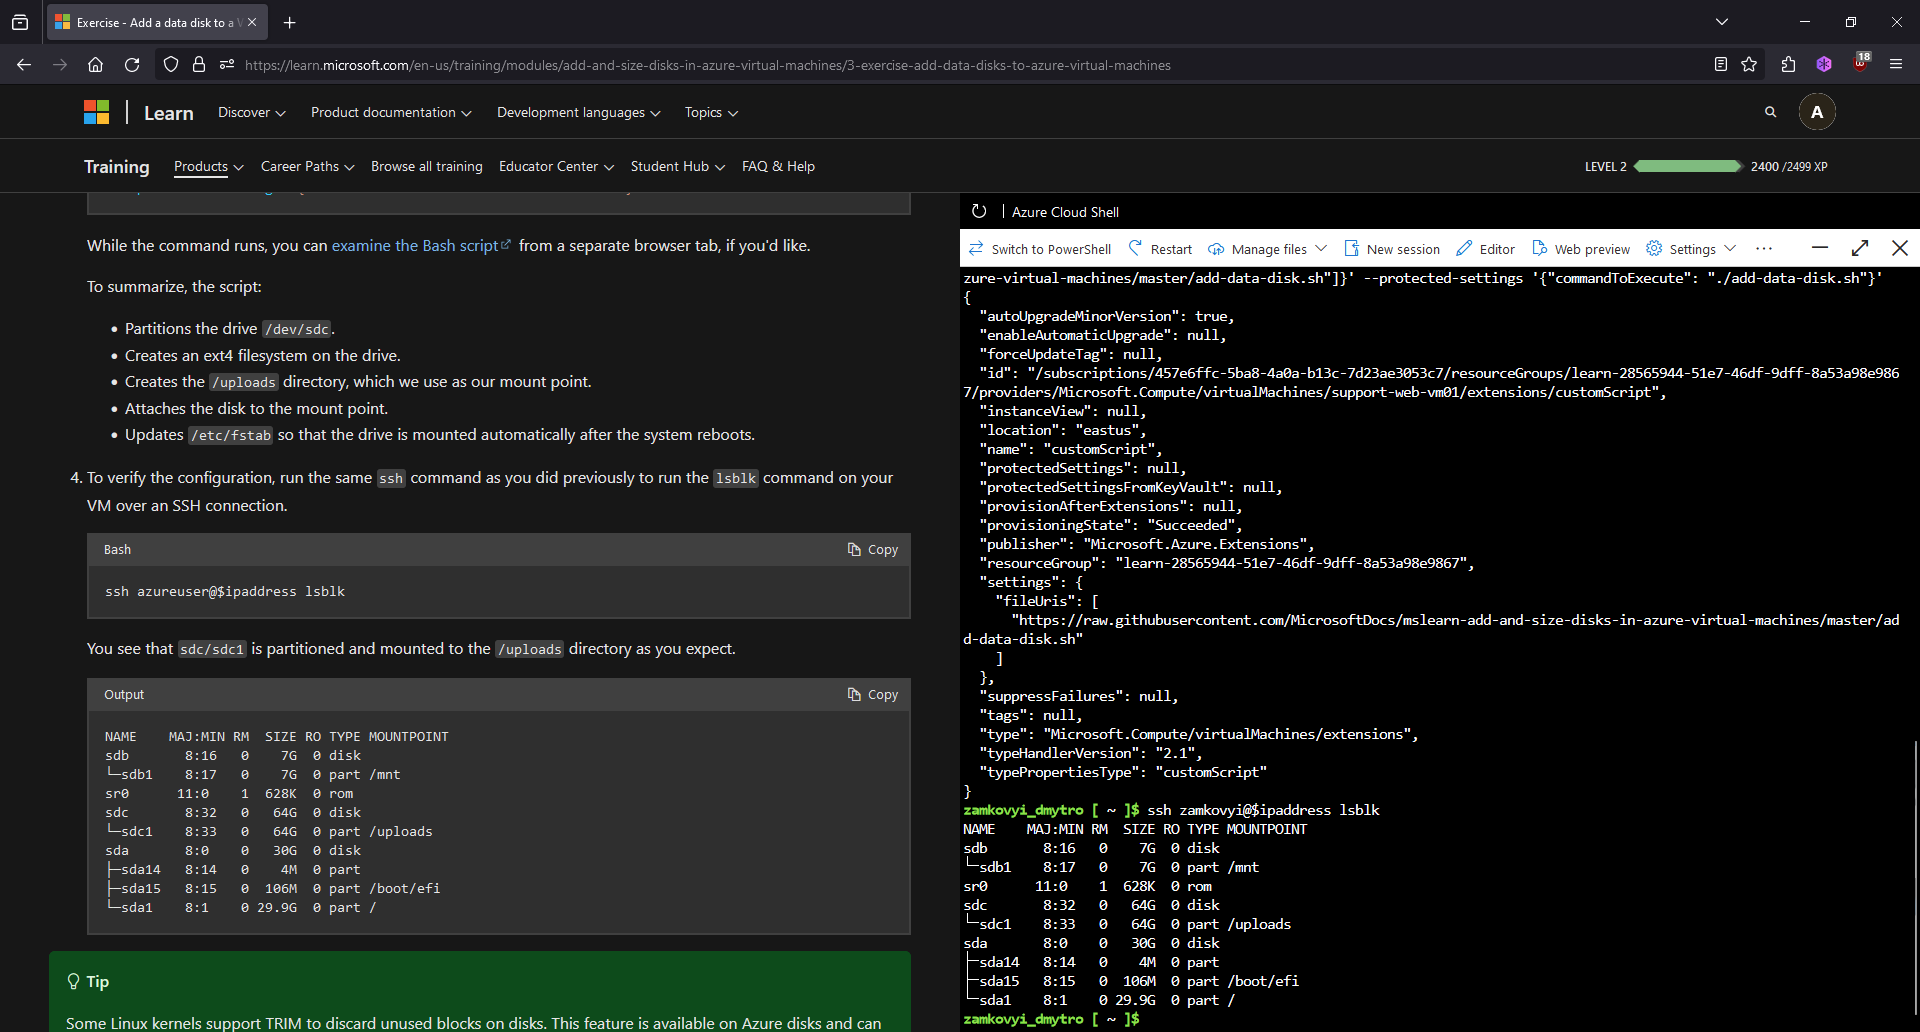 Exercise - Add a data disk to a V
https://learn.microsoft.com/en-us/training/modules/add-and-size-disks-in-azure-virtual-machines/3-exercise-add-data-disks-to-azure-virtual-machines
18
Learn
Discover
Product documentation
Development languages
Topics
A
Training
Products
Career Paths
Browse all training
Educator Center
Student Hub
FAQ & Help
LEVEL 2
2400 /2499 XP
While the command runs, you can examine the Bash script from a separate browser tab, if you'd like.
To summarize, the script:
• Partitions the drive /dev/sdc.
• Creates an ext4 filesystem on the drive.
• Creates the /uploads directory, which we use as our mount point.
• Attaches the disk to the mount point.
• Updates /etc/fstab so that the drive is mounted automatically after the system reboots.
4. To verify the configuration, run the same ssh command as you did previously to run the lsblk command on your
VM over an SSH connection.
Bash
Copy
ssh azureuser@$ipaddress lsblk
You see that sdc/sdc1 is partitioned and mounted to the /uploads directory as you expect.
Output
Copy
NAME    MAJ:MIN RM  SIZE RO TYPE MOUNTPOINT
sdb       8:16   0    7G  0 disk
└─sdb1    8:17   0    7G  0 part /mnt
sr0      11:0    1  628K  0 rom
sdc       8:32   0   64G  0 disk
└─sdc1    8:33   0   64G  0 part /uploads
sda       8:0    0   30G  0 disk
├─sda14   8:14   0    4M  0 part
├─sda15   8:15   0  106M  0 part /boot/efi
└─sda1    8:1    0 29.9G  0 part /
Tip
Some Linux kernels support TRIM to discard unused blocks on disks. This feature is available on Azure disks and can
Azure Cloud Shell
Switch to PowerShell
Restart
Manage files
New session
Editor
Web preview
Settings
zure-virtual-machines/master/add-data-disk.sh"]}' --protected-settings '{"commandToExecute": "./add-data-disk.sh"}'
{
"autoUpgradeMinorVersion": true,
"enableAutomaticUpgrade": null,
"forceUpdateTag": null,
"id": "/subscriptions/457e6ffc-5ba8-4a0a-b13c-7d23ae3053c7/resourceGroups/learn-28565944-51e7-46df-9dff-8a53a98e986
7/providers/Microsoft.Compute/virtualMachines/support-web-vm01/extensions/customScript",
"instanceView": null,
"location": "eastus",
"name": "customScript",
"protectedSettings": null,
"protectedSettingsFromKeyVault": null,
"provisionAfterExtensions": null,
"provisioningState": "Succeeded",
"publisher": "Microsoft.Azure.Extensions",
"resourceGroup": "learn-28565944-51e7-46df-9dff-8a53a98e9867",
"settings": {
"fileUris": [
"https://raw.githubusercontent.com/MicrosoftDocs/mslearn-add-and-size-disks-in-azure-virtual-machines/master/ad
d-data-disk.sh"
]
},
"suppressFailures": null,
"tags": null,
"type": "Microsoft.Compute/virtualMachines/extensions",
"typeHandlerVersion": "2.1",
"typePropertiesType": "customScript"
}
zamkovyi_dmytro [ ~ ]$ ssh zamkovyi@$ipaddress lsblk
NAME    MAJ:MIN RM  SIZE RO TYPE MOUNTPOINT
sdb       8:16   0    7G  0 disk
└─sdb1    8:17   0    7G  0 part /mnt
sr0      11:0    1  628K  0 rom
sdc       8:32   0   64G  0 disk
└─sdc1    8:33   0   64G  0 part /uploads
sda       8:0    0   30G  0 disk
├─sda14   8:14   0    4M  0 part
├─sda15   8:15   0  106M  0 part /boot/efi
└─sda1    8:1    0 29.9G  0 part /
zamkovyi_dmytro [ ~ ]$